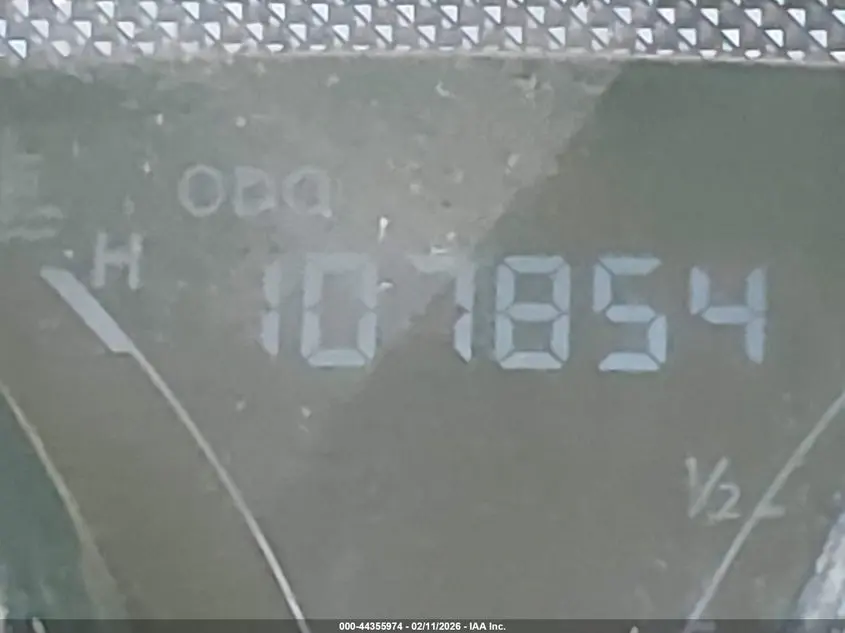 ODO
H
107854
1/2
000-44355974 - 02/11/2026 - IAA Inc.